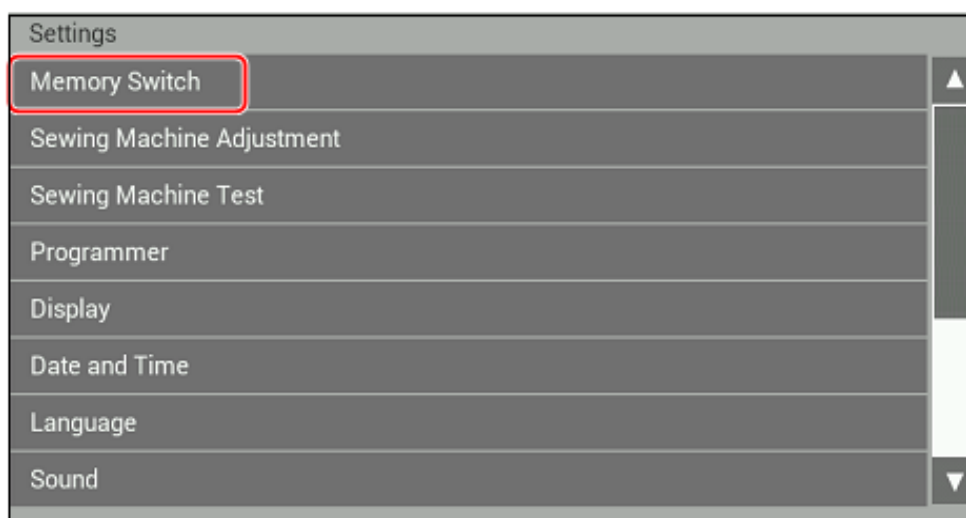 Settings
Memory Switch
Sewing Machine Adjustment
Sewing Machine Test
Programmer
Display
Date and Time
Language
Sound